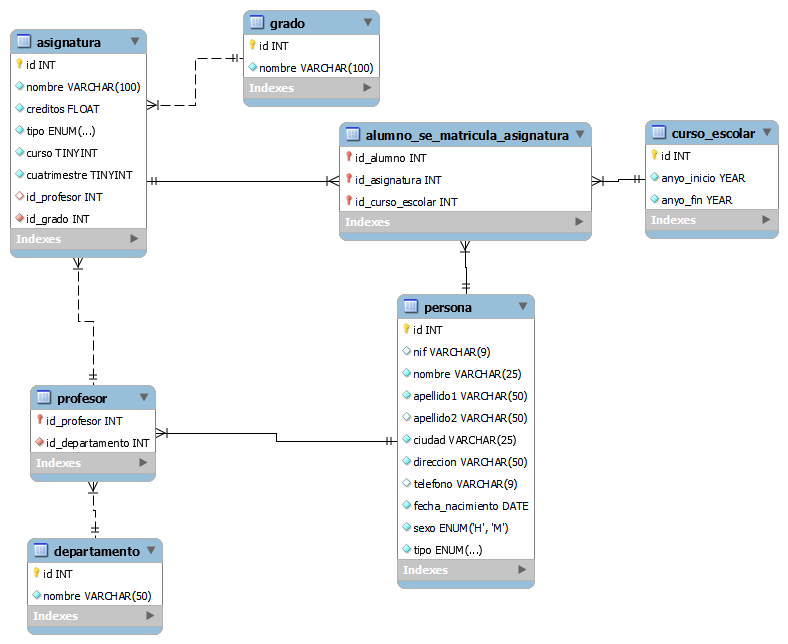 asignatura
id INT
nombre VARCHAR(100)
creditos FLOAT
tipo ENUM(...)
curso TINYINT
cuatrimestre TINYINT
id_profesor INT
id_grado INT
Indexes
grado
id INT
nombre VARCHAR(100)
Indexes
alumno_se_matricula_asignatura
id_alumno INT
id_asignatura INT
id_curso_escolar INT
Indexes
curso_escolar
id INT
anyo_inicio YEAR
anyo_fin YEAR
Indexes
persona
id INT
nif VARCHAR(9)
nombre VARCHAR(25)
apellido1 VARCHAR(50)
apellido2 VARCHAR(50)
ciudad VARCHAR(25)
direccion VARCHAR(50)
telefono VARCHAR(9)
fecha_nacimiento DATE
sexo ENUM('H', 'M')
tipo ENUM(...)
Indexes
profesor
id_profesor INT
id_departamento INT
Indexes
departamento
id INT
nombre VARCHAR(50)
Indexes